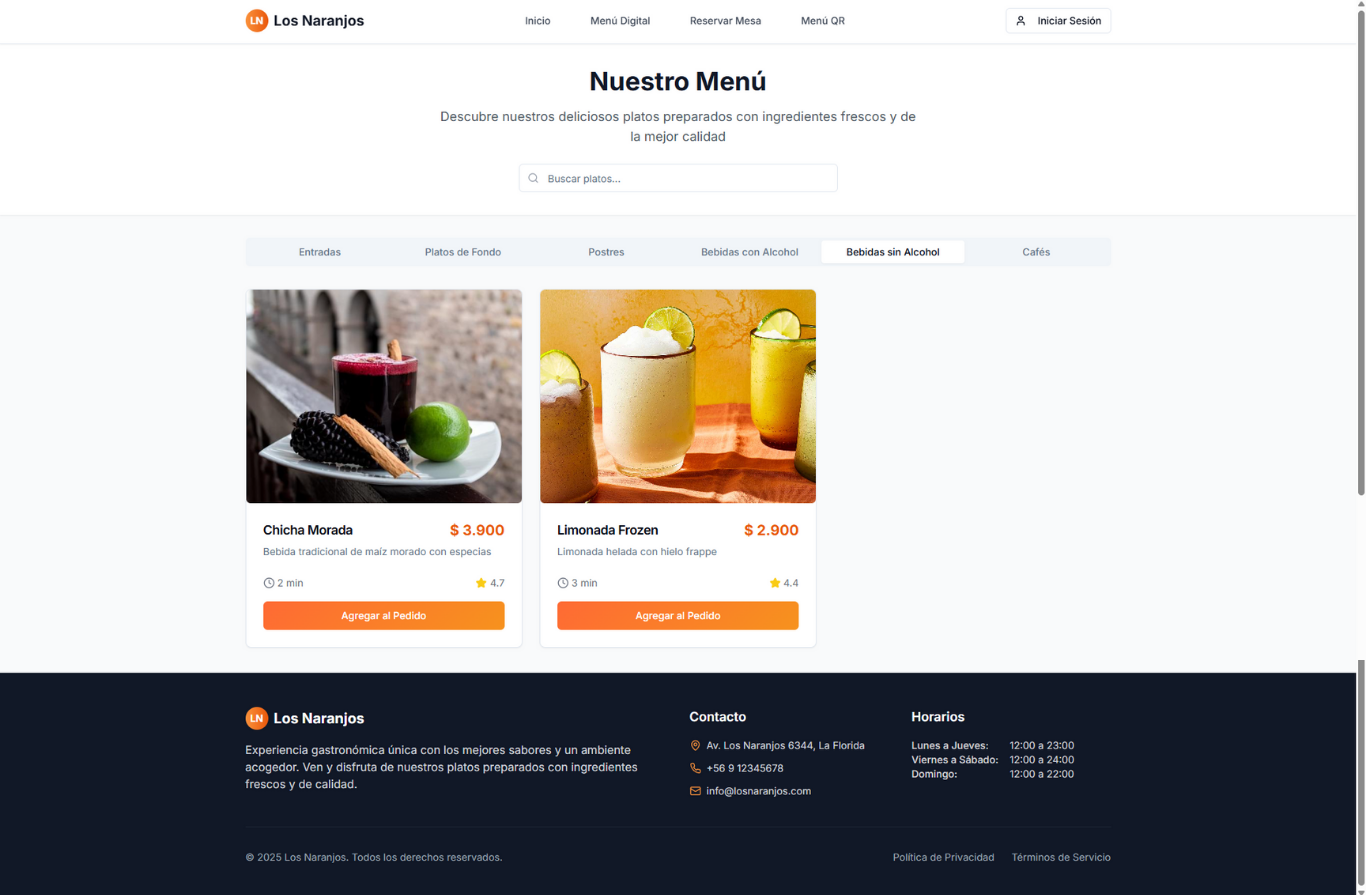 LN Los Naranjos
Inicio
Menú Digital
Reservar Mesa
Menú QR
Iniciar Sesión
Nuestro Menú
Descubre nuestros deliciosos platos preparados con ingredientes frescos y de
la mejor calidad
Buscar platos...
Entradas
Platos de Fondo
Postres
Bebidas con Alcohol
Bebidas sin Alcohol
Cafés
Chicha Morada
$ 3.900
Bebida tradicional de maíz morado con especias
2 min
4.7
Agregar al Pedido
Limonada Frozen
$ 2.900
Limonada helada con hielo frappe
3 min
4.4
Agregar al Pedido
LN Los Naranjos
Experiencia gastronómica única con los mejores sabores y un ambiente
acogedor. Ven y disfruta de nuestros platos preparados con ingredientes
frescos y de calidad.
Contacto
Av. Los Naranjos 6344, La Florida
+56 9 12345678
info@losnaranjos.com
Horarios
Lunes a Jueves: 12:00 a 23:00
Viernes a Sábado: 12:00 a 24:00
Domingo: 12:00 a 22:00
© 2025 Los Naranjos. Todos los derechos reservados.
Política de Privacidad
Términos de Servicio